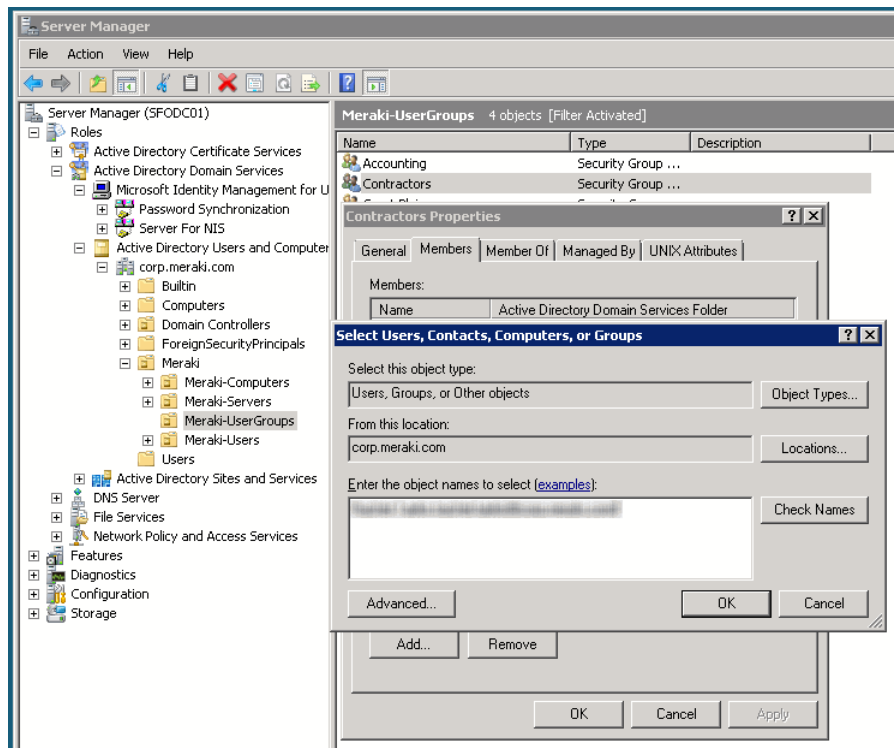 Server Manager
File Action View Help
Server Manager (SFODC01)
Roles
Active Directory Certificate Services
Active Directory Domain Services
Microsoft Identity Management for U
Password Synchronization
Server For NIS
Active Directory Users and Computer
corp.meraki.com
Builtin
Computers
Domain Controllers
ForeignSecurityPrincipals
Meraki
Meraki-Computers
Meraki-Servers
Meraki-UserGroups
Meraki-Users
Users
Active Directory Sites and Services
DNS Server
File Services
Network Policy and Access Services
Features
Diagnostics
Configuration
Storage
Meraki-UserGroups 4 objects [Filter Activated]
Name Type Description
Accounting Security Group ...
Contractors Security Group ...
Contractors Properties
General Members Member Of Managed By UNIX Attributes
Members:
Name Active Directory Domain Services Folder
Select Users, Contacts, Computers, or Groups
Select this object type:
Users, Groups, or Other objects Object Types...
From this location:
corp.meraki.com Locations...
Enter the object names to select (examples):
Check Names
Advanced... OK Cancel
Add... Remove
OK Cancel Apply